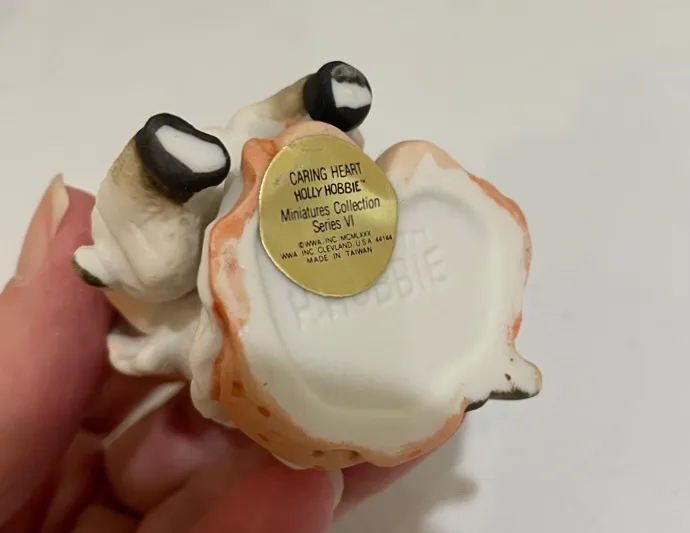 CARING HEART
HOLLY HOBBIE™
Miniatures Collection
Series VI
©WWA, INC MCMLXXX
WWA, INC CLEVLAND, U.S.A 44144
MADE IN TAIWAN
H. HOBBIE